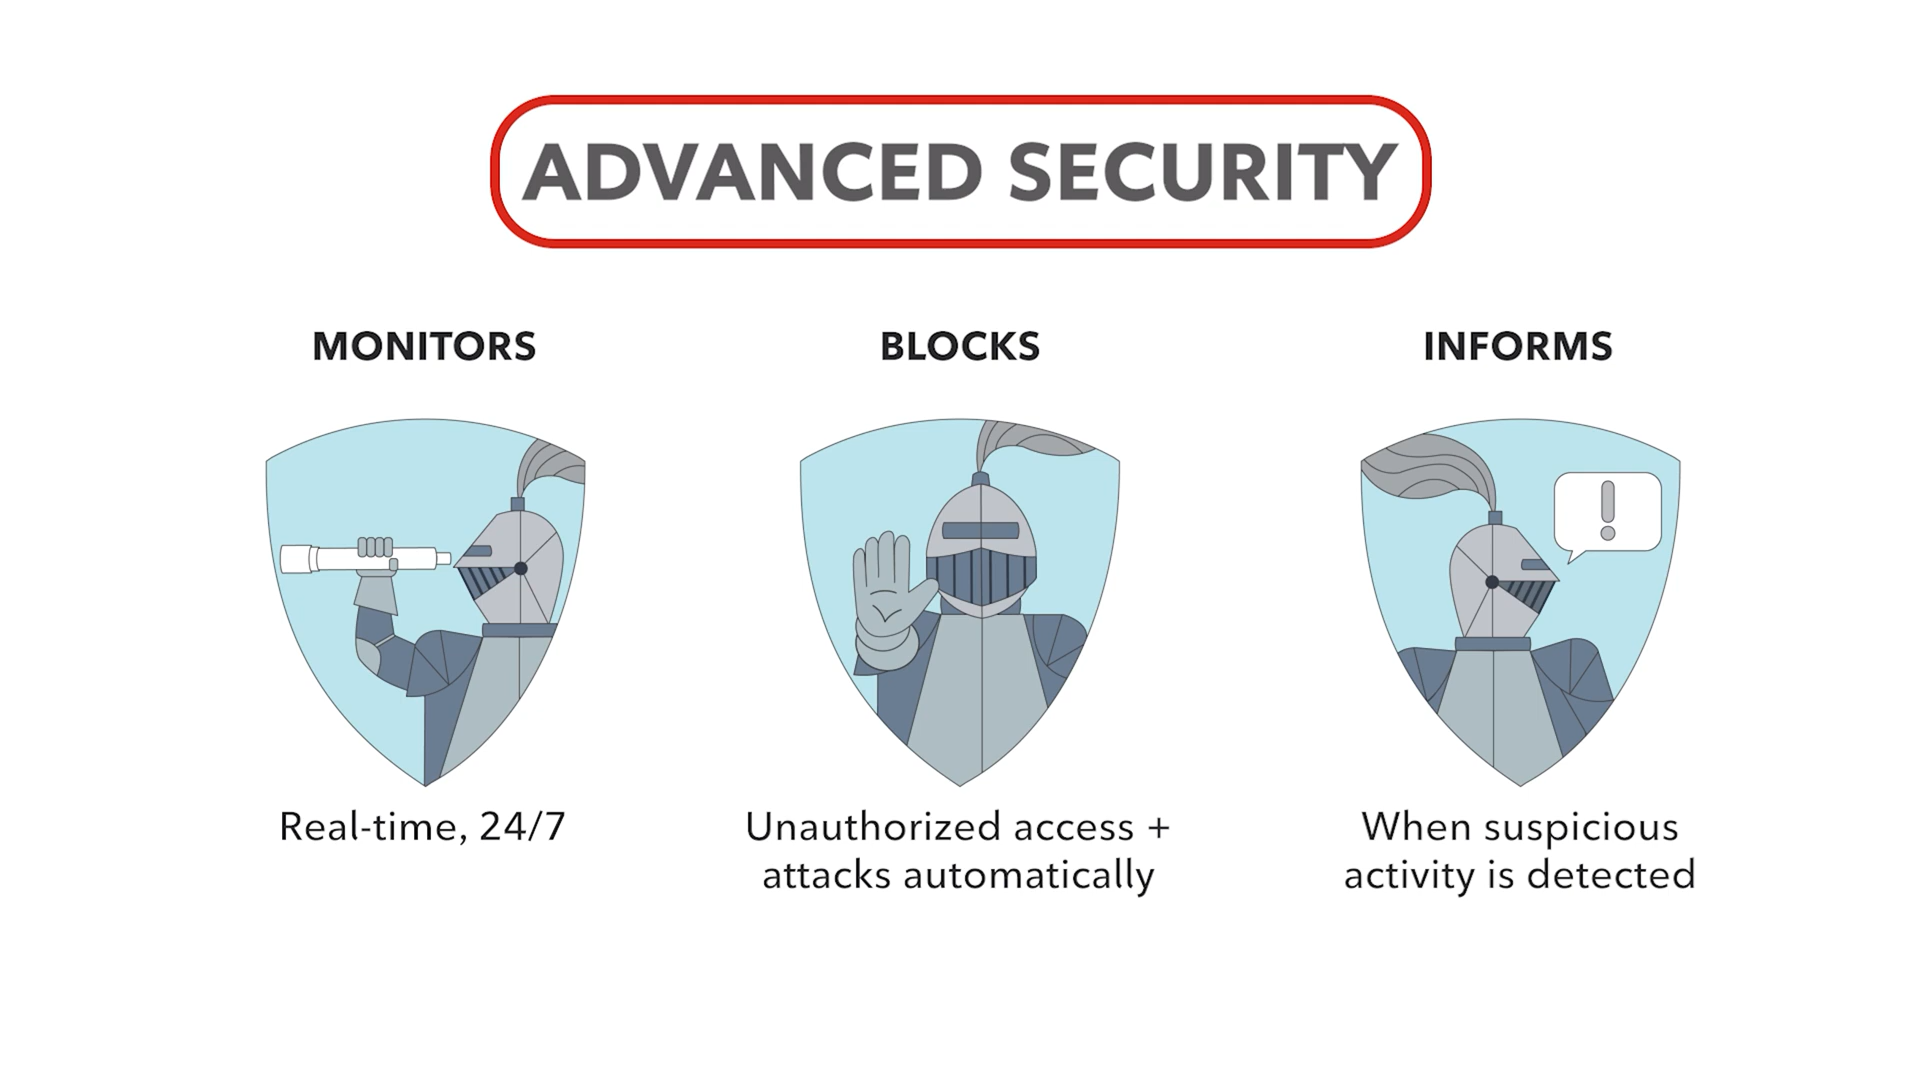 ADVANCED SECURITY
MONITORS
BLOCKS
INFORMS
!
Real-time, 24/7
Unauthorized access +
attacks automatically
When suspicious
activity is detected